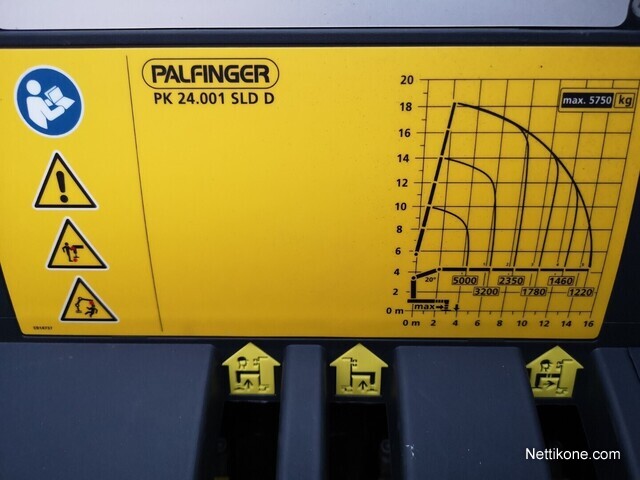 PALFINGER
PK 24.001 SLD D
max. 5750 kg
20
18
16
14
12
10
8
6
4
2
0 m
20°
5000 2350 1460
3200 1780 1220
max
0 m 2 4 6 8 10 12 14 16
Nettikone.com